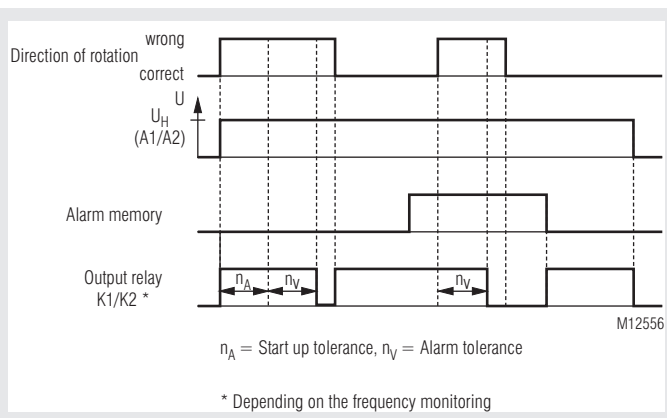 wrong
Direction of rotation
correct
U
U_H
(A1/A2)
Alarm memory
Output relay
K1/K2 *
n_A
n_V
n_V
M12556
n_A = Start up tolerance, n_V = Alarm tolerance
* Depending on the frequency monitoring